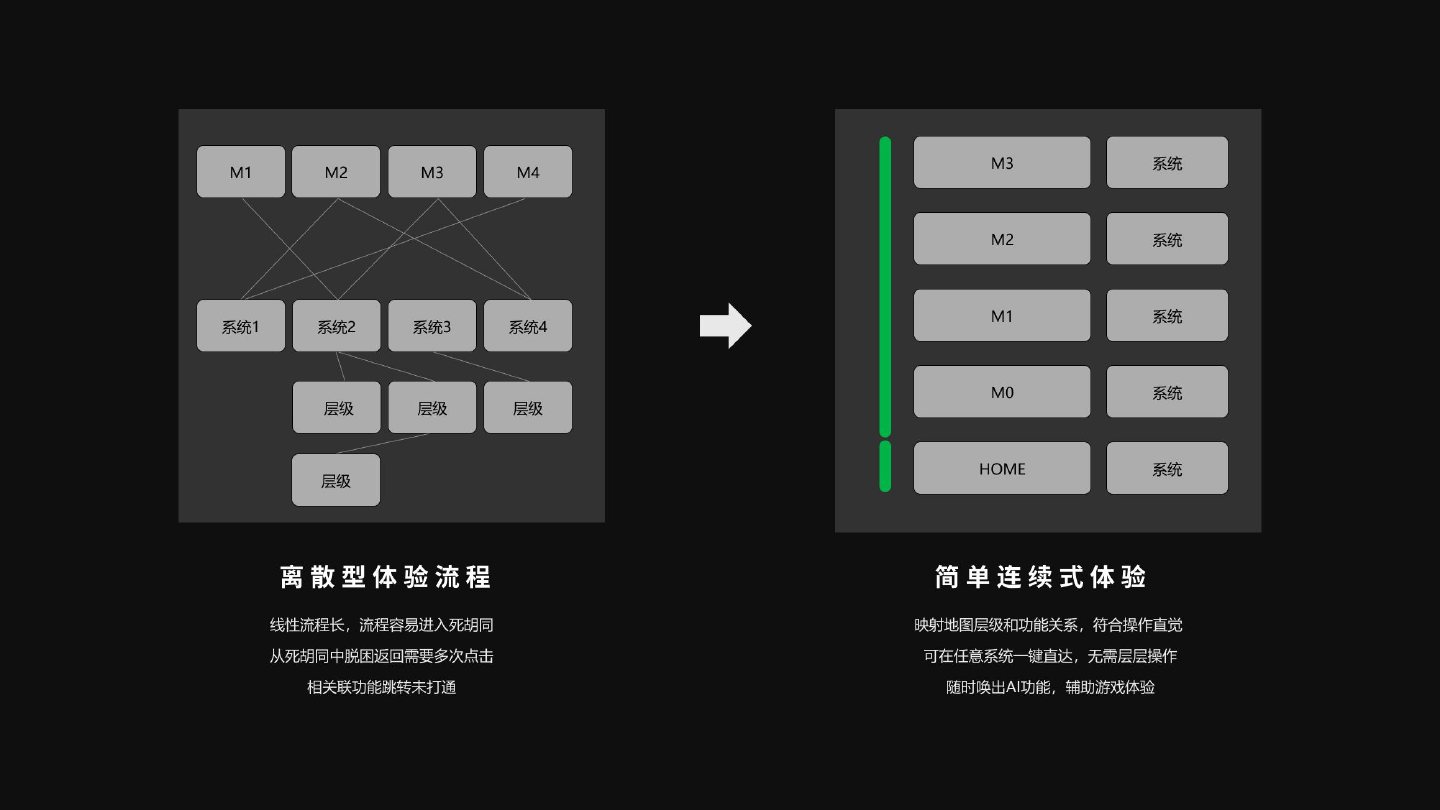 M1
M2
M3
M4
系统1
系统2
系统3
系统4
层级
层级
层级
层级
离散型体验流程
线性流程长，流程容易进入死胡同
从死胡同中脱困返回需要多次点击
相关联功能跳转未打通
M3
系统
M2
系统
M1
系统
M0
系统
HOME
系统
简单连续式体验
映射地图层级和功能关系，符合操作直觉
可在任意系统一键直达，无需层层操作
随时唤出AI功能，辅助游戏体验